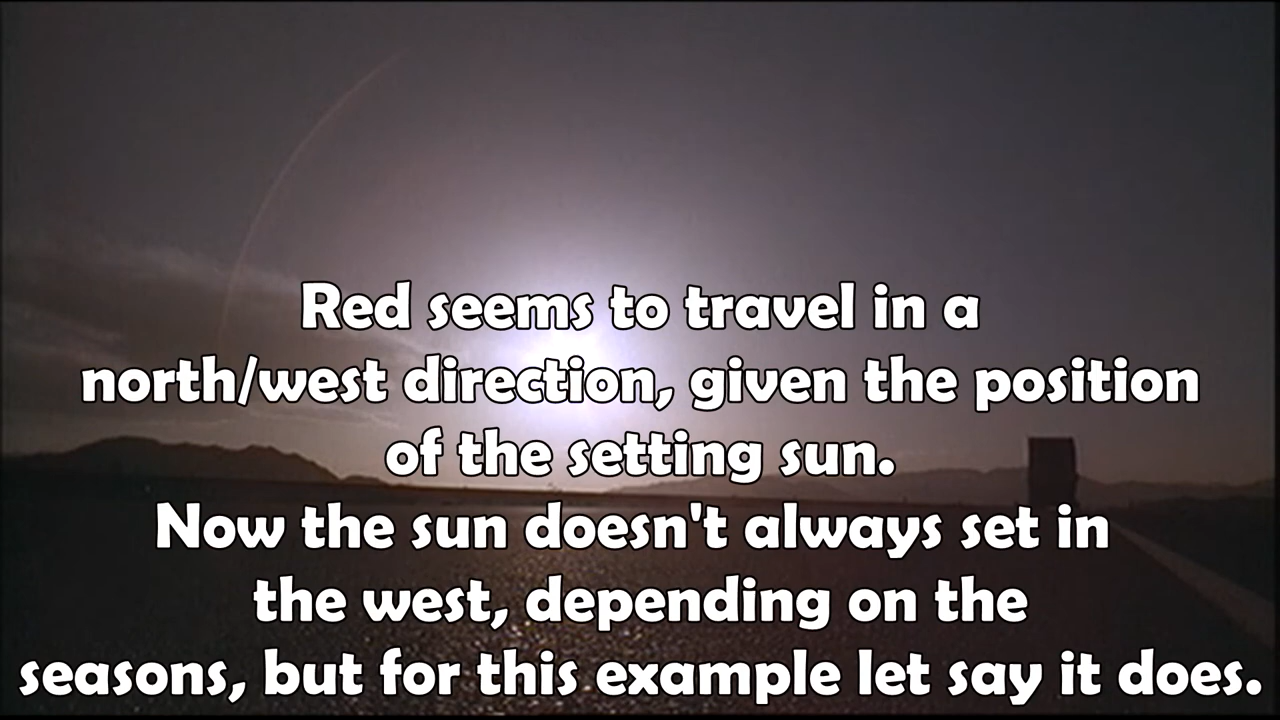 Red seems to travel in a
north/west direction, given the position
of the setting sun.
Now the sun doesn't always set in
the west, depending on the
seasons, but for this example let say it does.